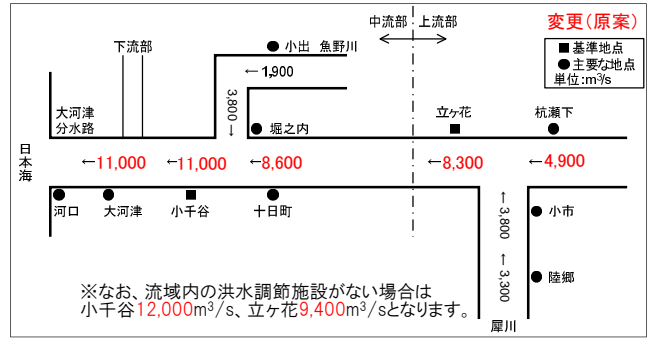 変更(原案)
中流部 上流部
■基準地点
●主要な地点
単位:m³/s
下流部
小出 魚野川
←1,900
3,800→
大河津
分水路
堀之内
立ヶ花
杭瀬下
日本海
←11,000
←11,000
←8,600
←8,300
←4,900
河口
大河津
小千谷
十日町
←3,800
小市
←3,300
陸郷
※なお、流域内の洪水調節施設がない場合は
小千谷12,000m³/s、立ヶ花9,400m³/sとなります。
犀川